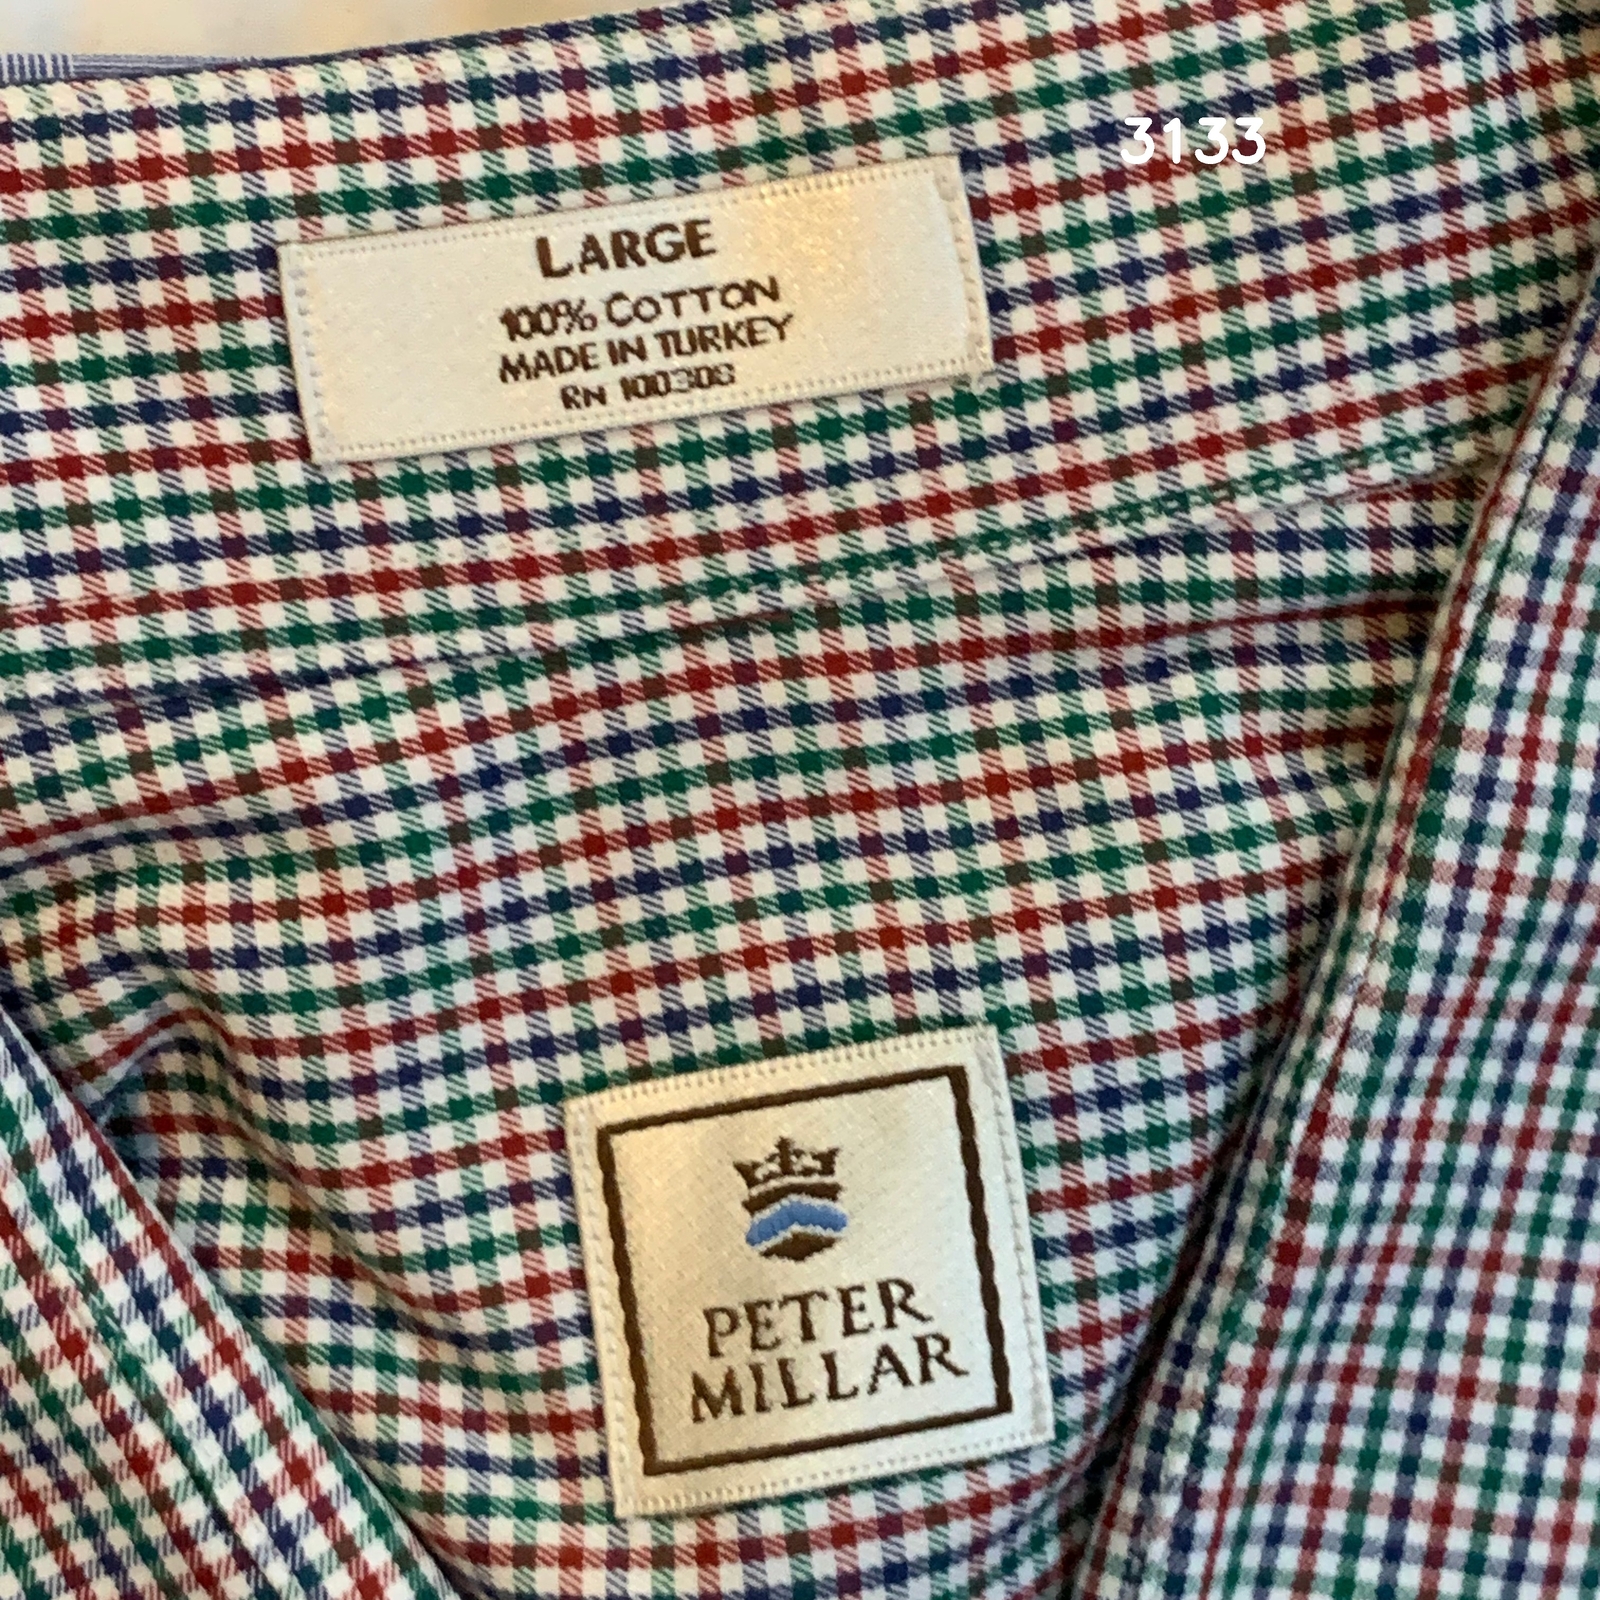 3133
LARGE
100% COTTON
MADE IN TURKEY
RN 100308
PETER
MILLAR